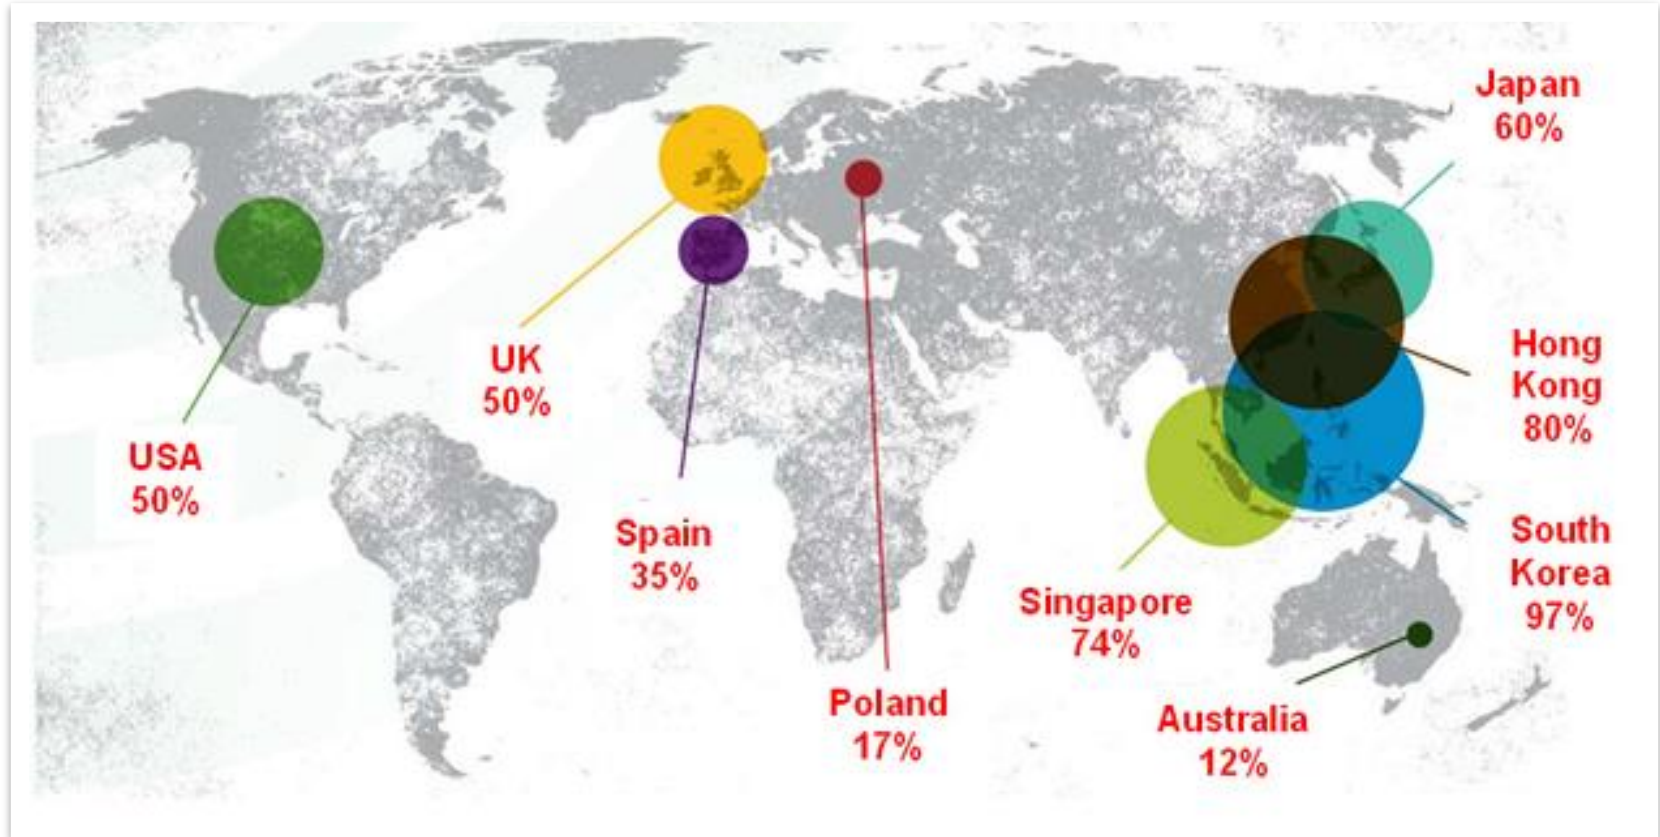 Japan
60%
UK
50%
Hong
Kong
80%
USA
50%
Spain
35%
South
Korea
97%
Singapore
74%
Poland
17%
Australia
12%